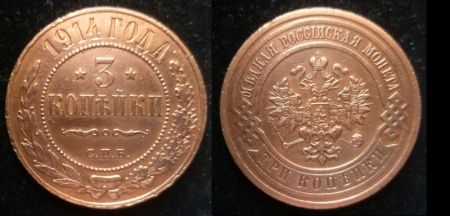 1914 ГОДА
3
КОПѢЙКИ
С.П.Б.
МѢДНАЯ РОССІЙСКАЯ МОНЕТА
ТРИ КОПѢЙКИ